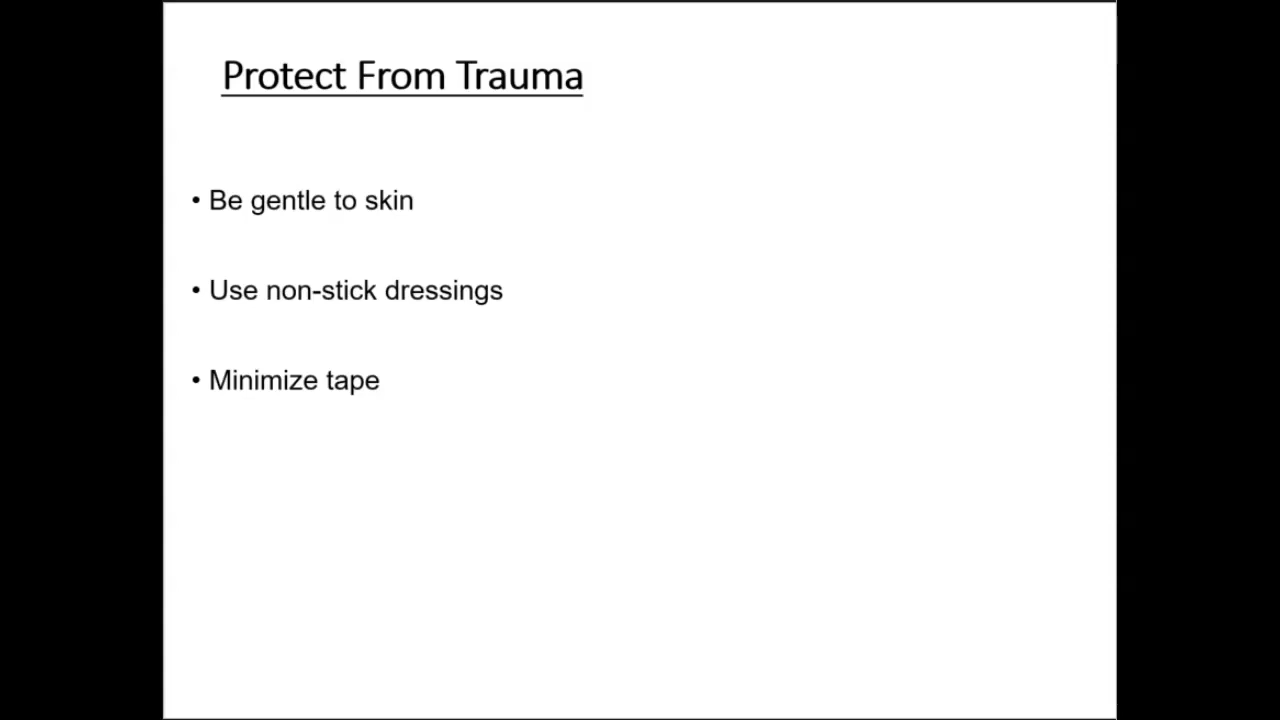 Protect From Trauma
• Be gentle to skin
• Use non-stick dressings
• Minimize tape